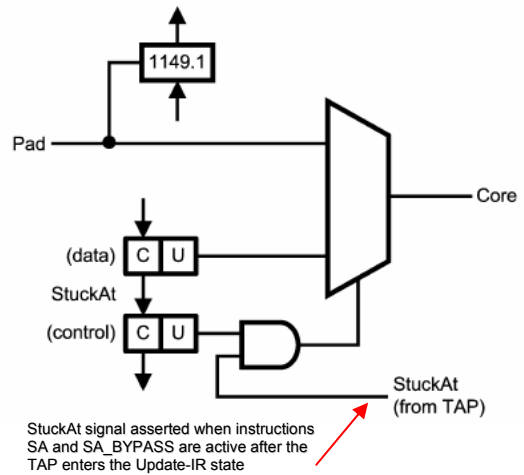 1149.1
Pad
Core
(data) C U
StuckAt
(control) C U
StuckAt
(from TAP)
StuckAt signal asserted when instructions
SA and SA_BYPASS are active after the
TAP enters the Update-IR state